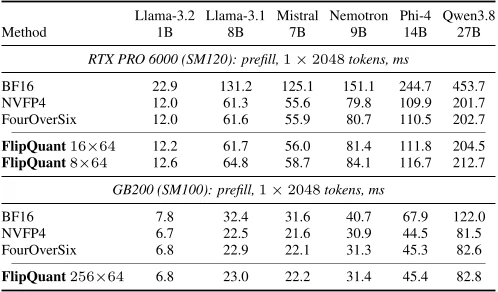 Llama-3.2 Llama-3.1 Mistral Nemotron Phi-4 Qwen3.8
Method 1B 8B 7B 9B 14B 27B
RTX PRO 6000 (SM120): prefill, 1 × 2048 tokens, ms
BF16 22.9 131.2 125.1 151.1 244.7 453.7
NVFP4 12.0 61.3 55.6 79.8 109.9 201.7
FourOverSix 12.0 61.6 55.9 80.7 110.5 202.7
FlipQuant 16×64 12.2 61.7 56.0 81.4 111.8 204.5
FlipQuant 8×64 12.6 64.8 58.7 84.1 116.7 212.7
GB200 (SM100): prefill, 1 × 2048 tokens, ms
BF16 7.8 32.4 31.6 40.7 67.9 122.0
NVFP4 6.7 22.5 21.6 30.9 44.5 81.5
FourOverSix 6.8 22.9 22.1 31.3 45.3 82.6
FlipQuant 256×64 6.8 23.0 22.2 31.4 45.4 82.8